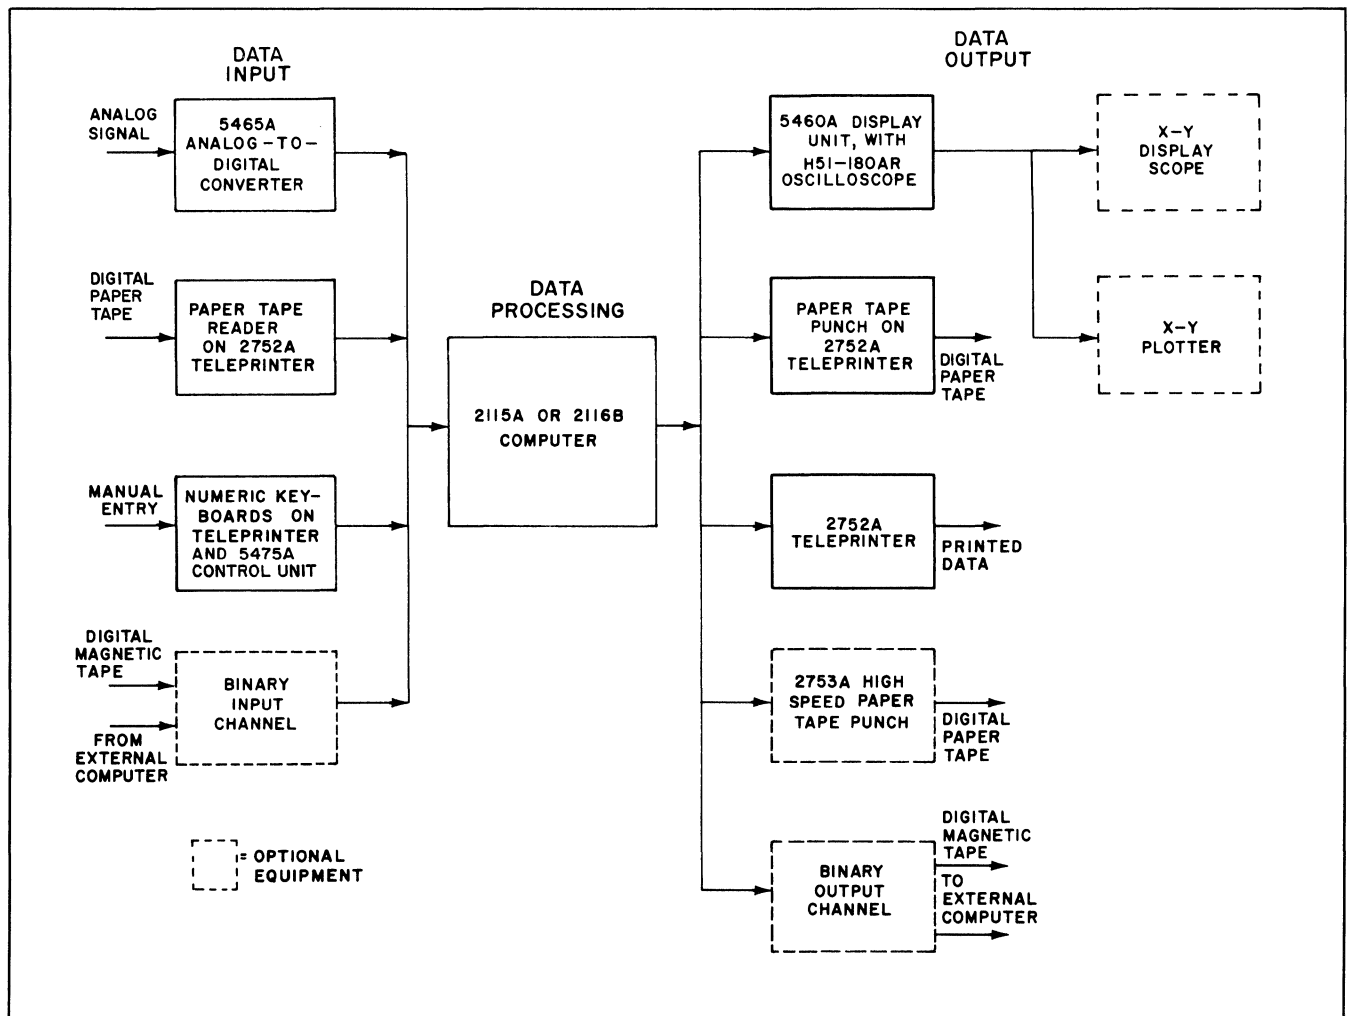 DATA
INPUT
ANALOG
SIGNAL
5465A
ANALOG-TO-
DIGITAL
CONVERTER
DIGITAL
PAPER
TAPE
PAPER TAPE
READER
ON 2752A
TELEPRINTER
MANUAL
ENTRY
NUMERIC KEY-
BOARDS ON
TELEPRINTER
AND 5475A
CONTROL UNIT
DIGITAL
MAGNETIC
TAPE
BINARY
INPUT
CHANNEL
FROM
EXTERNAL
COMPUTER
= OPTIONAL
EQUIPMENT
DATA
PROCESSING
2115A OR 2116B
COMPUTER
DATA
OUTPUT
5460A DISPLAY
UNIT, WITH
H51-180AR
OSCILLOSCOPE
X-Y
DISPLAY
SCOPE
PAPER TAPE
PUNCH ON
2752A
TELEPRINTER
DIGITAL
PAPER
TAPE
X-Y
PLOTTER
2752A
TELEPRINTER
PRINTED
DATA
2753A HIGH
SPEED PAPER
TAPE PUNCH
DIGITAL
PAPER
TAPE
BINARY
OUTPUT
CHANNEL
DIGITAL
MAGNETIC
TAPE
TO
EXTERNAL
COMPUTER